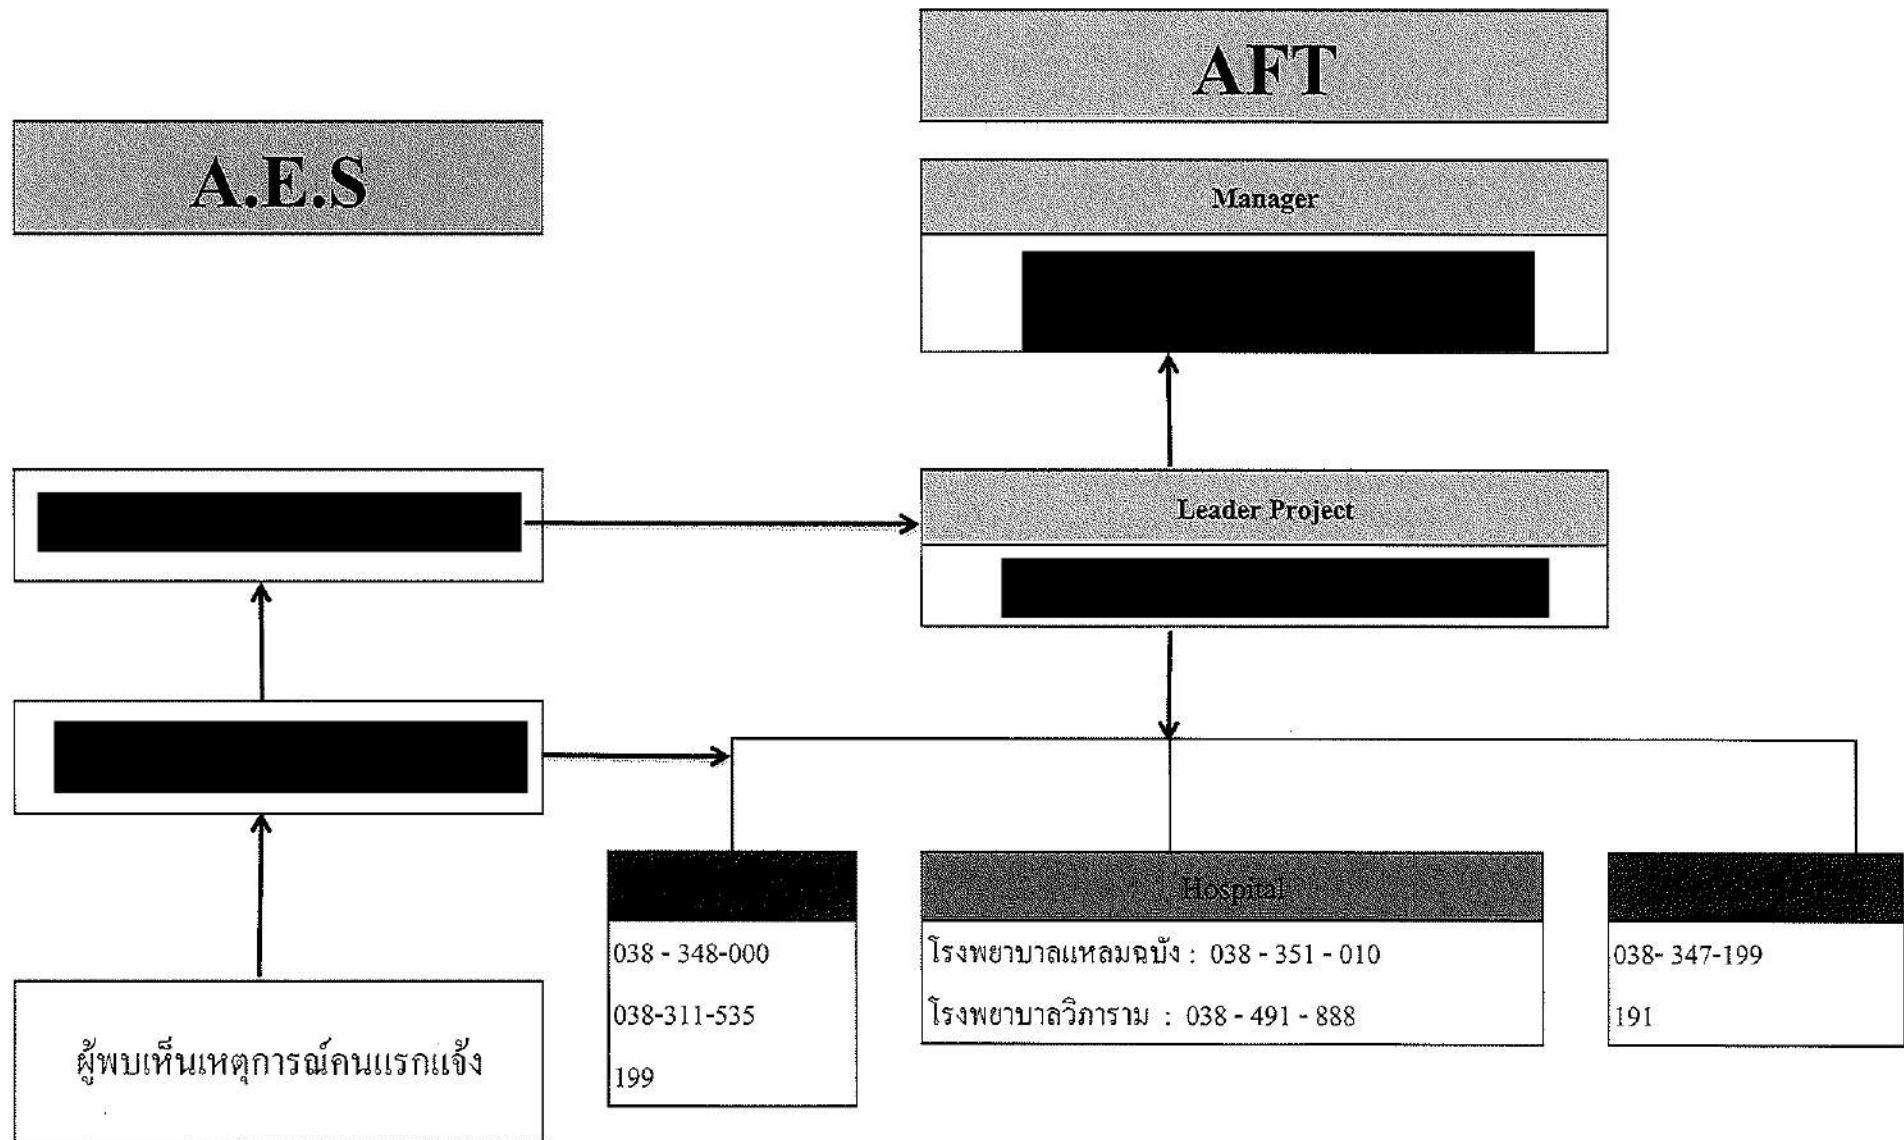 AFT
A.E.S
Manager
Leader Project
Hospital
038 - 348-000
038-311-535
199
โรงพยาบาลแหลมฉบัง : 038 - 351 - 010
โรงพยาบาลวิภาราม : 038 - 491 - 888
038- 347-199
191
ผู้พบเห็นเหตุการณ์คนแรกแจ้ง